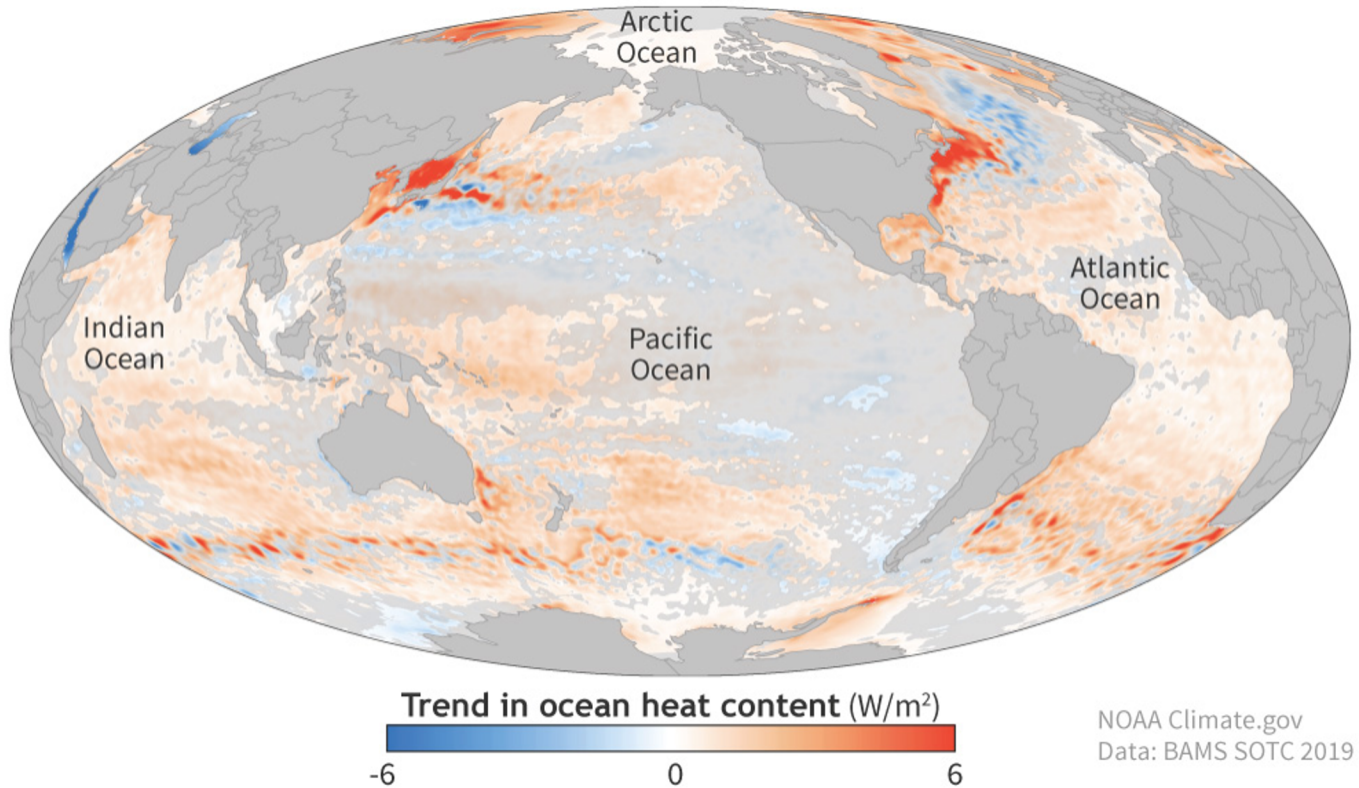 Arctic
Ocean
Atlantic
Ocean
Indian
Ocean
Pacific
Ocean
Trend in ocean heat content (W/m²)
-6 0 6
NOAA Climate.gov
Data: BAMS SOTC 2019